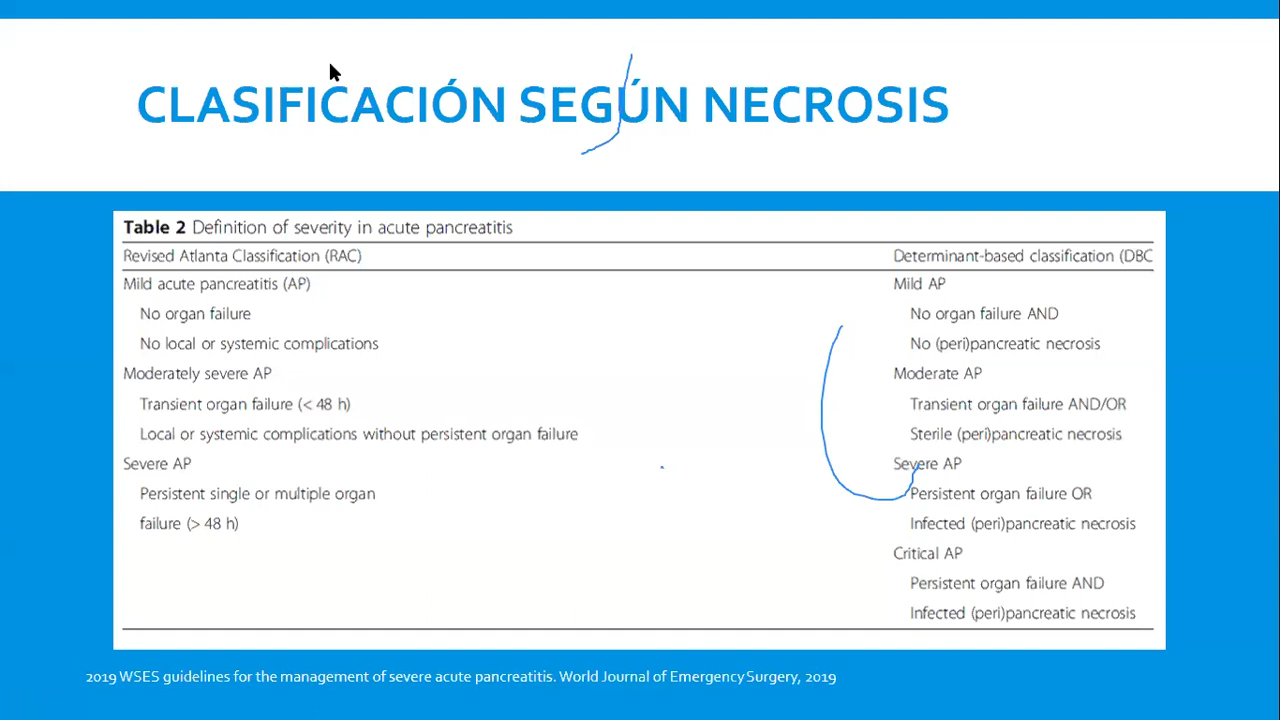 CLASIFICACIÓN SEGÚN NECROSIS
Table 2 Definition of severity in acute pancreatitis
Revised Atlanta Classification (RAC)
Determinant-based classification (DBC
Mild acute pancreatitis (AP)
Mild AP
No organ failure
No organ failure AND
No local or systemic complications
No (peri)pancreatic necrosis
Moderately severe AP
Moderate AP
Transient organ failure (< 48 h)
Transient organ failure AND/OR
Local or systemic complications without persistent organ failure
Sterile (peri)pancreatic necrosis
Severe AP
Severe AP
Persistent single or multiple organ
Persistent organ failure OR
failure (> 48 h)
Infected (peri)pancreatic necrosis
Critical AP
Persistent organ failure AND
Infected (peri)pancreatic necrosis
2019 WSES guidelines for the management of severe acute pancreatitis. World Journal of Emergency Surgery, 2019